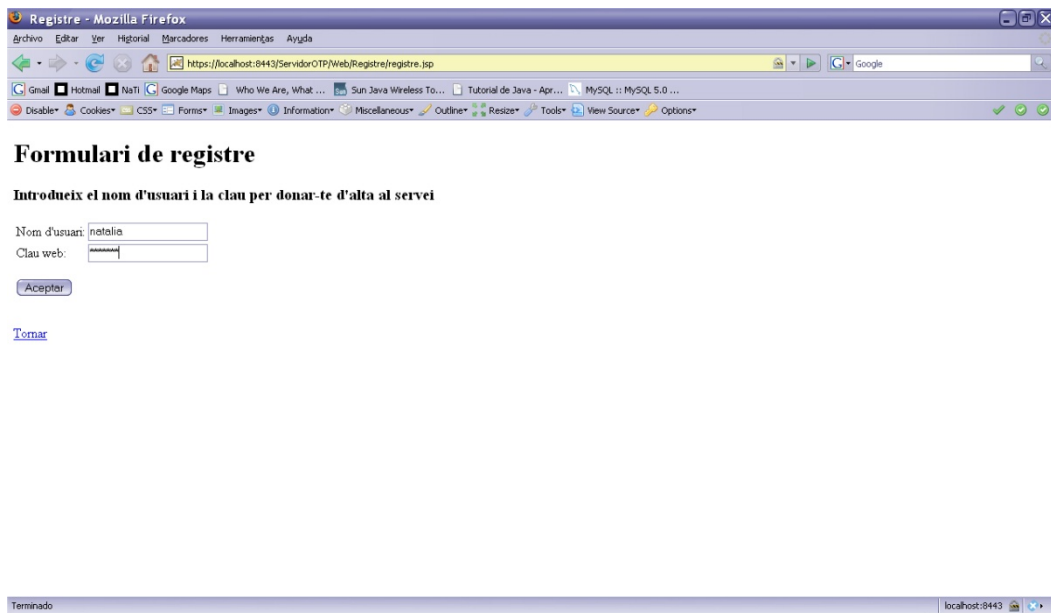 Registre - Mozilla Firefox
Archivo Editar Ver Historial Marcadores Herramientas Ayuda
https://localhost:8443/ServidorOTP/Web/Registre/registre.jsp
Google
Gmail Hotmail NaTi Google Maps Who We Are, What ... Sun Java Wireless To... Tutorial de Java - Apr... MySQL :: MySQL 5.0 ...
Disable Cookies CSS Forms Images Information Miscellaneous Outline Resize Tools View Source Options
Formulari de registre
Introdueix el nom d'usuari i la clau per donar-te d'alta al servei
Nom d'usuari: natalia
Clau web: *******
Aceptar
Tornar
Terminado
localhost:8443